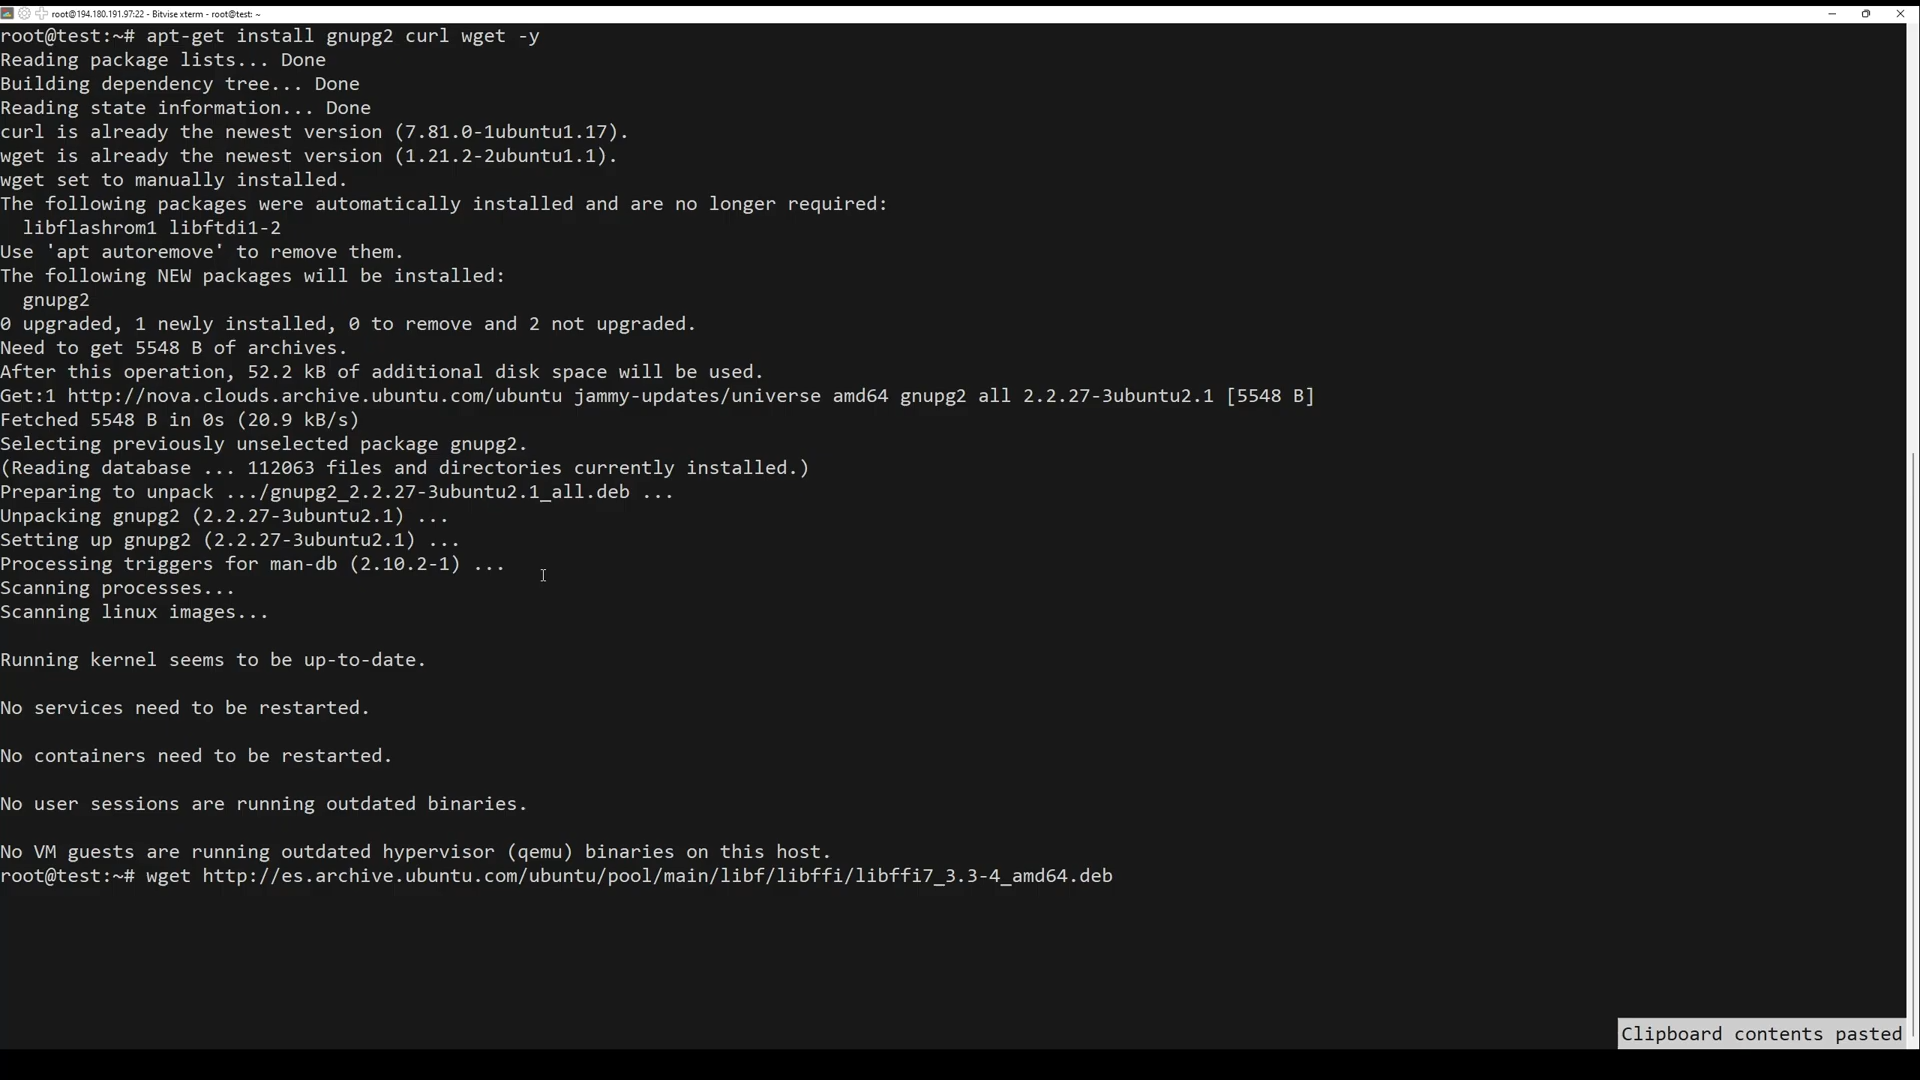 root@194.180.191.97:22 - Bitvise xterm - root@test: ~
root@test:~# apt-get install gnupg2 curl wget -y
Reading package lists... Done
Building dependency tree... Done
Reading state information... Done
curl is already the newest version (7.81.0-1ubuntu1.17).
wget is already the newest version (1.21.2-2ubuntu1.1).
wget set to manually installed.
The following packages were automatically installed and are no longer required:
  libflashrom1 libftdi1-2
Use 'apt autoremove' to remove them.
The following NEW packages will be installed:
  gnupg2
0 upgraded, 1 newly installed, 0 to remove and 2 not upgraded.
Need to get 5548 B of archives.
After this operation, 52.2 kB of additional disk space will be used.
Get:1 http://nova.clouds.archive.ubuntu.com/ubuntu jammy-updates/universe amd64 gnupg2 all 2.2.27-3ubuntu2.1 [5548 B]
Fetched 5548 B in 0s (20.9 kB/s)
Selecting previously unselected package gnupg2.
(Reading database ... 112063 files and directories currently installed.)
Preparing to unpack .../gnupg2_2.2.27-3ubuntu2.1_all.deb ...
Unpacking gnupg2 (2.2.27-3ubuntu2.1) ...
Setting up gnupg2 (2.2.27-3ubuntu2.1) ...
Processing triggers for man-db (2.10.2-1) ...
Scanning processes...
Scanning linux images...
Running kernel seems to be up-to-date.
No services need to be restarted.
No containers need to be restarted.
No user sessions are running outdated binaries.
No VM guests are running outdated hypervisor (qemu) binaries on this host.
root@test:~# wget http://es.archive.ubuntu.com/ubuntu/pool/main/libf/libffi/libffi7_3.3-4_amd64.deb
Clipboard contents pasted